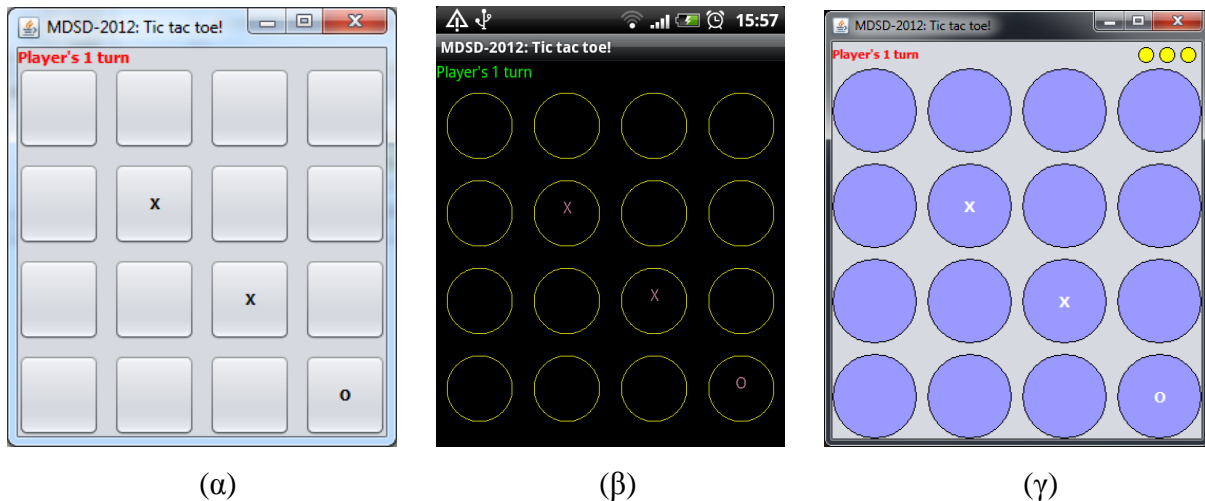 MDSD-2012: Tic tac toe!
Player's 1 turn
X
X
O
(α)
15:57
MDSD-2012: Tic tac toe!
Player's 1 turn
X
X
O
(β)
MDSD-2012: Tic tac toe!
Player's 1 turn
X
X
O
(γ)